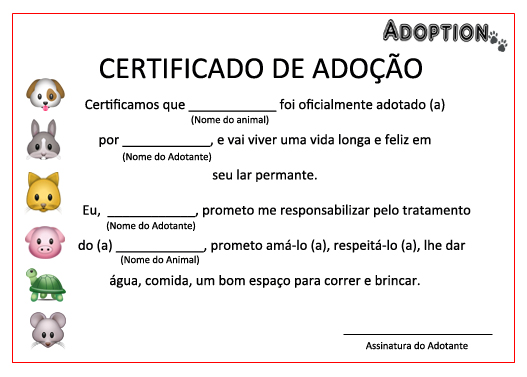 ADOPTION
CERTIFICADO DE ADOÇÃO
Certificamos que ____________ foi oficialmente adotado (a)
(Nome do animal)
por ____________, e vai viver uma vida longa e feliz em
(Nome do Adotante)
seu lar permante.
Eu, ____________, prometo me responsabilizar pelo tratamento
(Nome do Adotante)
do (a) ____________, prometo amá-lo (a), respeitá-lo (a), lhe dar
(Nome do Animal)
água, comida, um bom espaço para correr e brincar.
Assinatura do Adotante